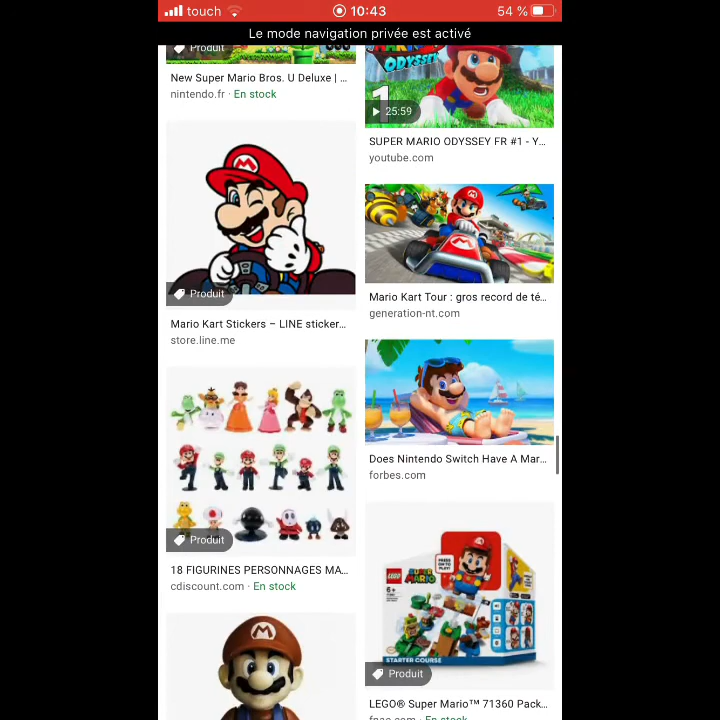 touch
10:43
54 %
Le mode navigation privée est activé
Produit
New Super Mario Bros. U Deluxe | ...
nintendo.fr · En stock
ODYSSEY
1
25:59
SUPER MARIO ODYSSEY FR #1 - Y...
youtube.com
M
Produit
Mario Kart Stickers – LINE sticker...
store.line.me
M
Mario Kart Tour : gros record de té...
generation-nt.com
Does Nintendo Switch Have A Mar...
forbes.com
Produit
18 FIGURINES PERSONNAGES MA...
cdiscount.com · En stock
M
LEGO
SUPER MARIO
6+
STARTER COURSE
Produit
LEGO® Super Mario™ 71360 Pack...
fnac.com · En stock